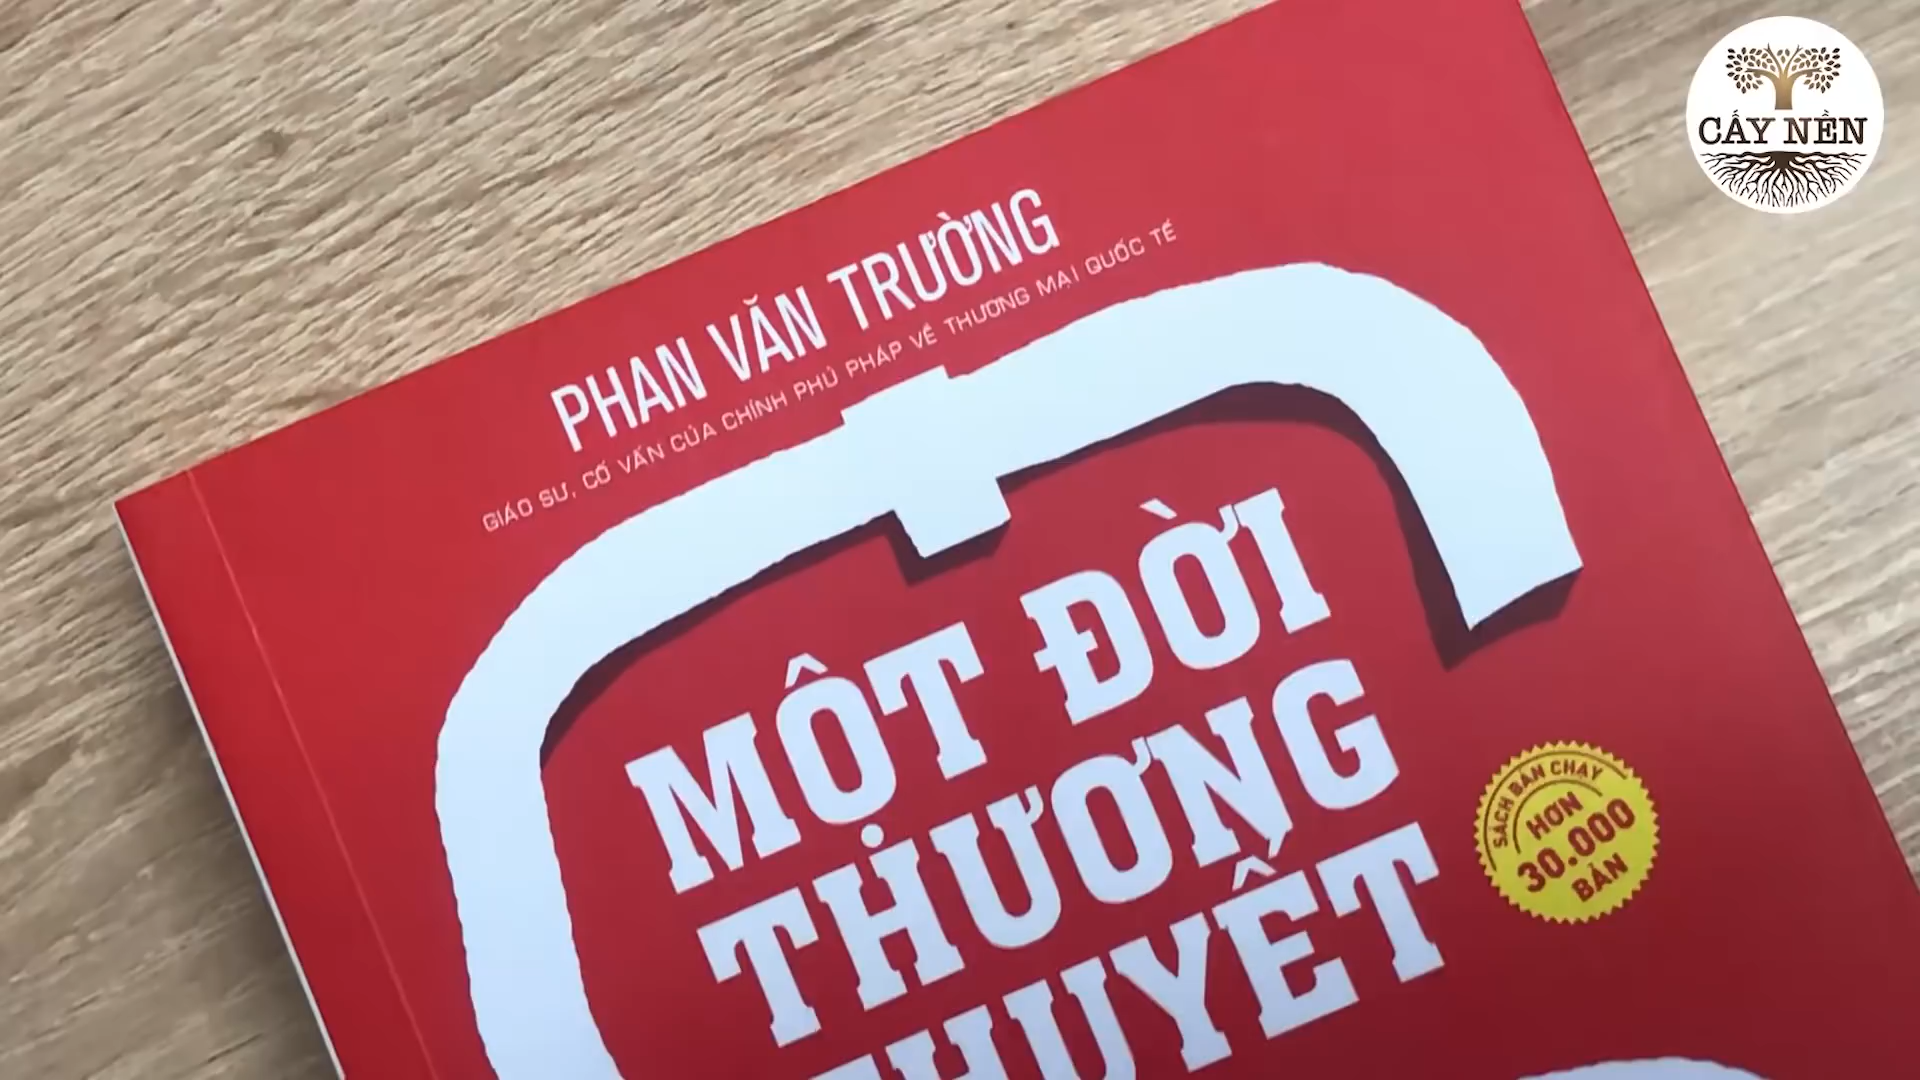 CẤY NỀN
PHAN VĂN TRƯỜNG
GIÁO SƯ, CỐ VẤN CỦA CHÍNH PHỦ PHÁP VỀ THƯƠNG MẠI QUỐC TẾ
MỘT ĐỜI
THƯƠNG
THUYẾT
SÁCH BÁN CHẠY
HƠN
30.000
BẢN